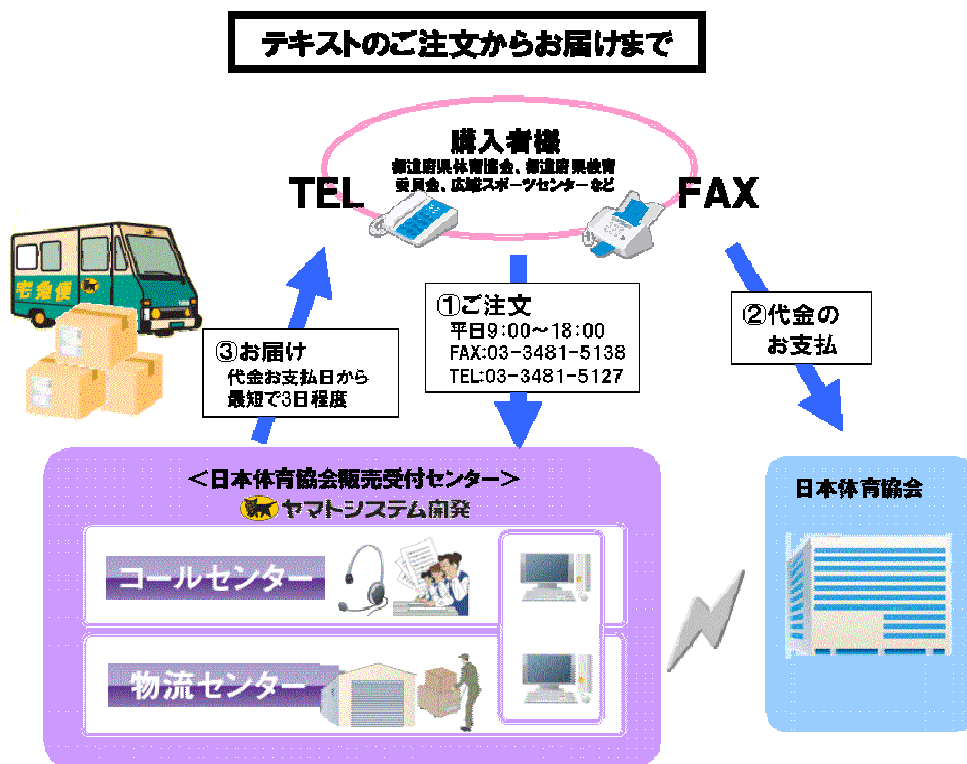 テキストのご注文からお届けまで
購入者様
都道府県体育協会、都道府県教育
委員会、広域スポーツセンターなど
TEL
FAX
宅急便
①ご注文
平日9:00～18:00
FAX:03-3481-5138
TEL:03-3481-5127
②代金の
お支払
③お届け
代金お支払日から
最短で3日程度
＜日本体育協会販売受付センター＞
ヤマトシステム開発
コールセンター
物流センター
日本体育協会